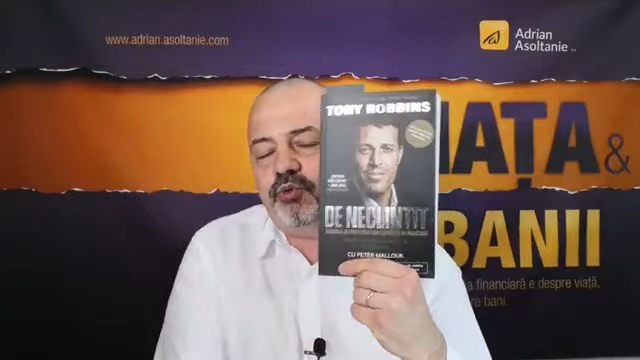 www.adrian.asoltanie.com
Adrian
Asoltanie
TONY ROBBINS
DE NECLINTIT
CU PETER MALLOUK
IAȚA &
BANII
a financiară e despre viață,
re bani.